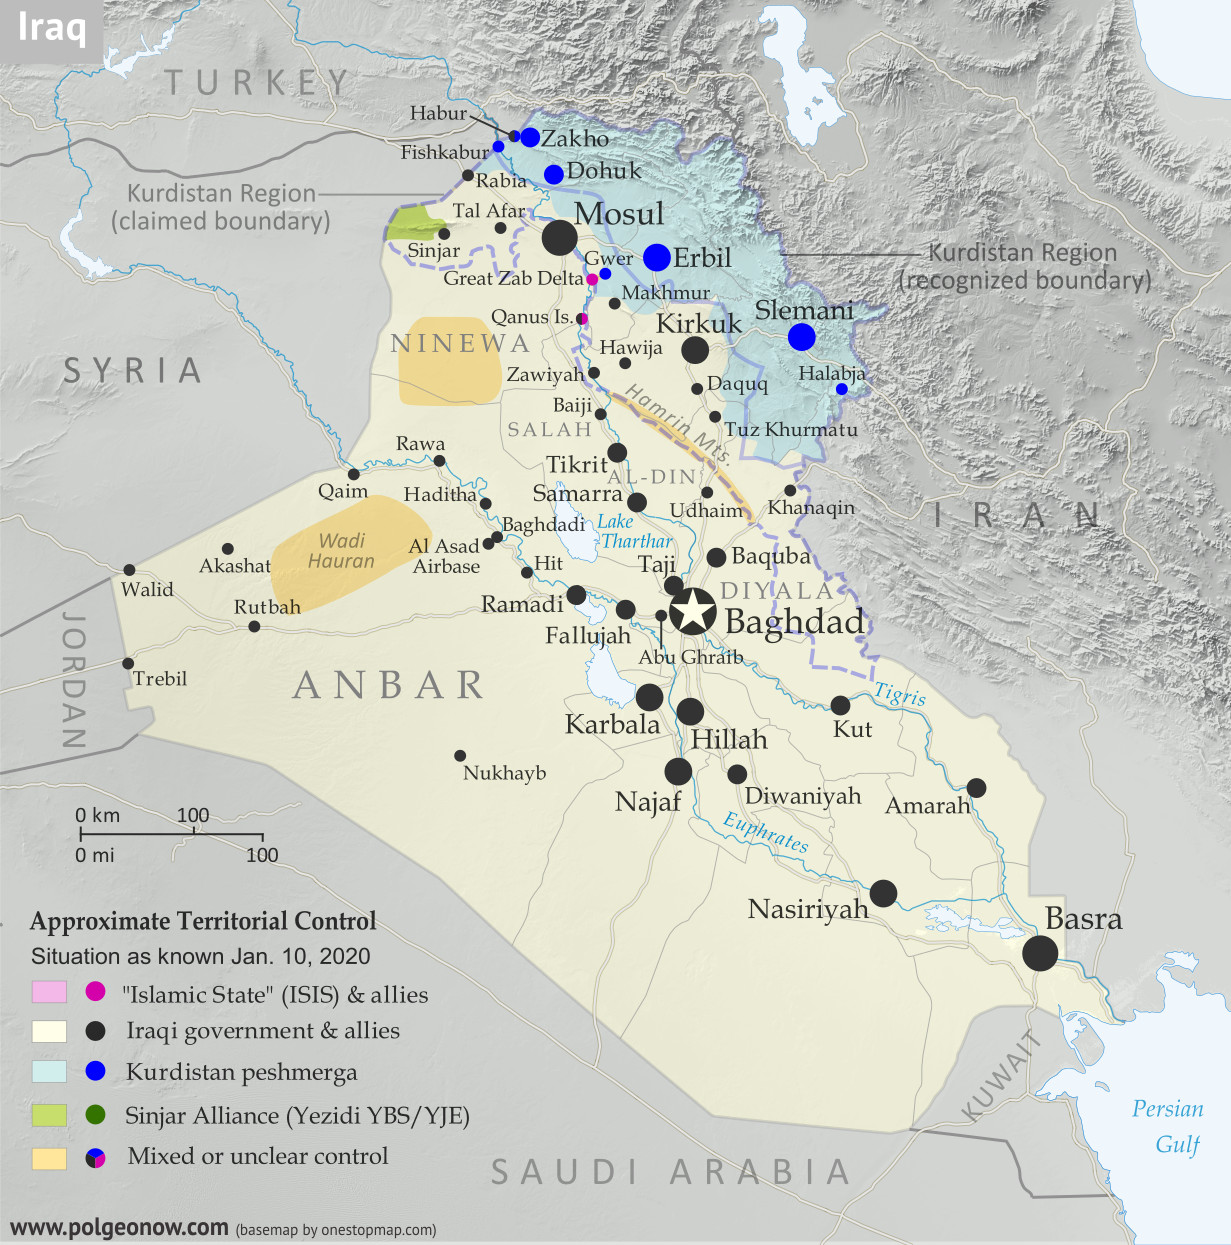 Iraq
TURKEY
Habur
Zakho
Fishkabur
Dohuk
Rabia
Kurdistan Region
(claimed boundary)
Tal Afar
Mosul
Sinjar
Gwer
Erbil
Kurdistan Region
(recognized boundary)
Great Zab Delta
Makhmur
Qanus Is.
Kirkuk
Slemani
NINEWA
Hawija
SYRIA
Zawiyah
Daquq
Halabja
Baiji
Hamrin Mts.
SALAH
Tuz Khurmatu
Rawa
Tikrit
AL-DIN
Qaim
Haditha
Samarra
Udhaim
Khanaqin
IRAN
Lake
Tharthar
Baghdadi
Wadi
Hauran
Al Asad
Airbase
Akashat
Hit
Taji
Baquba
Walid
DIYALA
Rutbah
Ramadi
Baghdad
Fallujah
JORDAN
Abu Ghraib
Trebil
ANBAR
Tigris
Karbala
Kut
Hillah
Nukhayb
Najaf
Diwaniyah
Amarah
0 km 100
0 mi 100
Euphrates
Nasiriyah
Basra
Approximate Territorial Control
Situation as known Jan. 10, 2020
"Islamic State" (ISIS) & allies
Iraqi government & allies
Kurdistan peshmerga
Sinjar Alliance (Yezidi YBS/YJE)
Mixed or unclear control
KUWAIT
Persian
Gulf
SAUDI ARABIA
www.polgeonow.com (basemap by onestopmap.com)